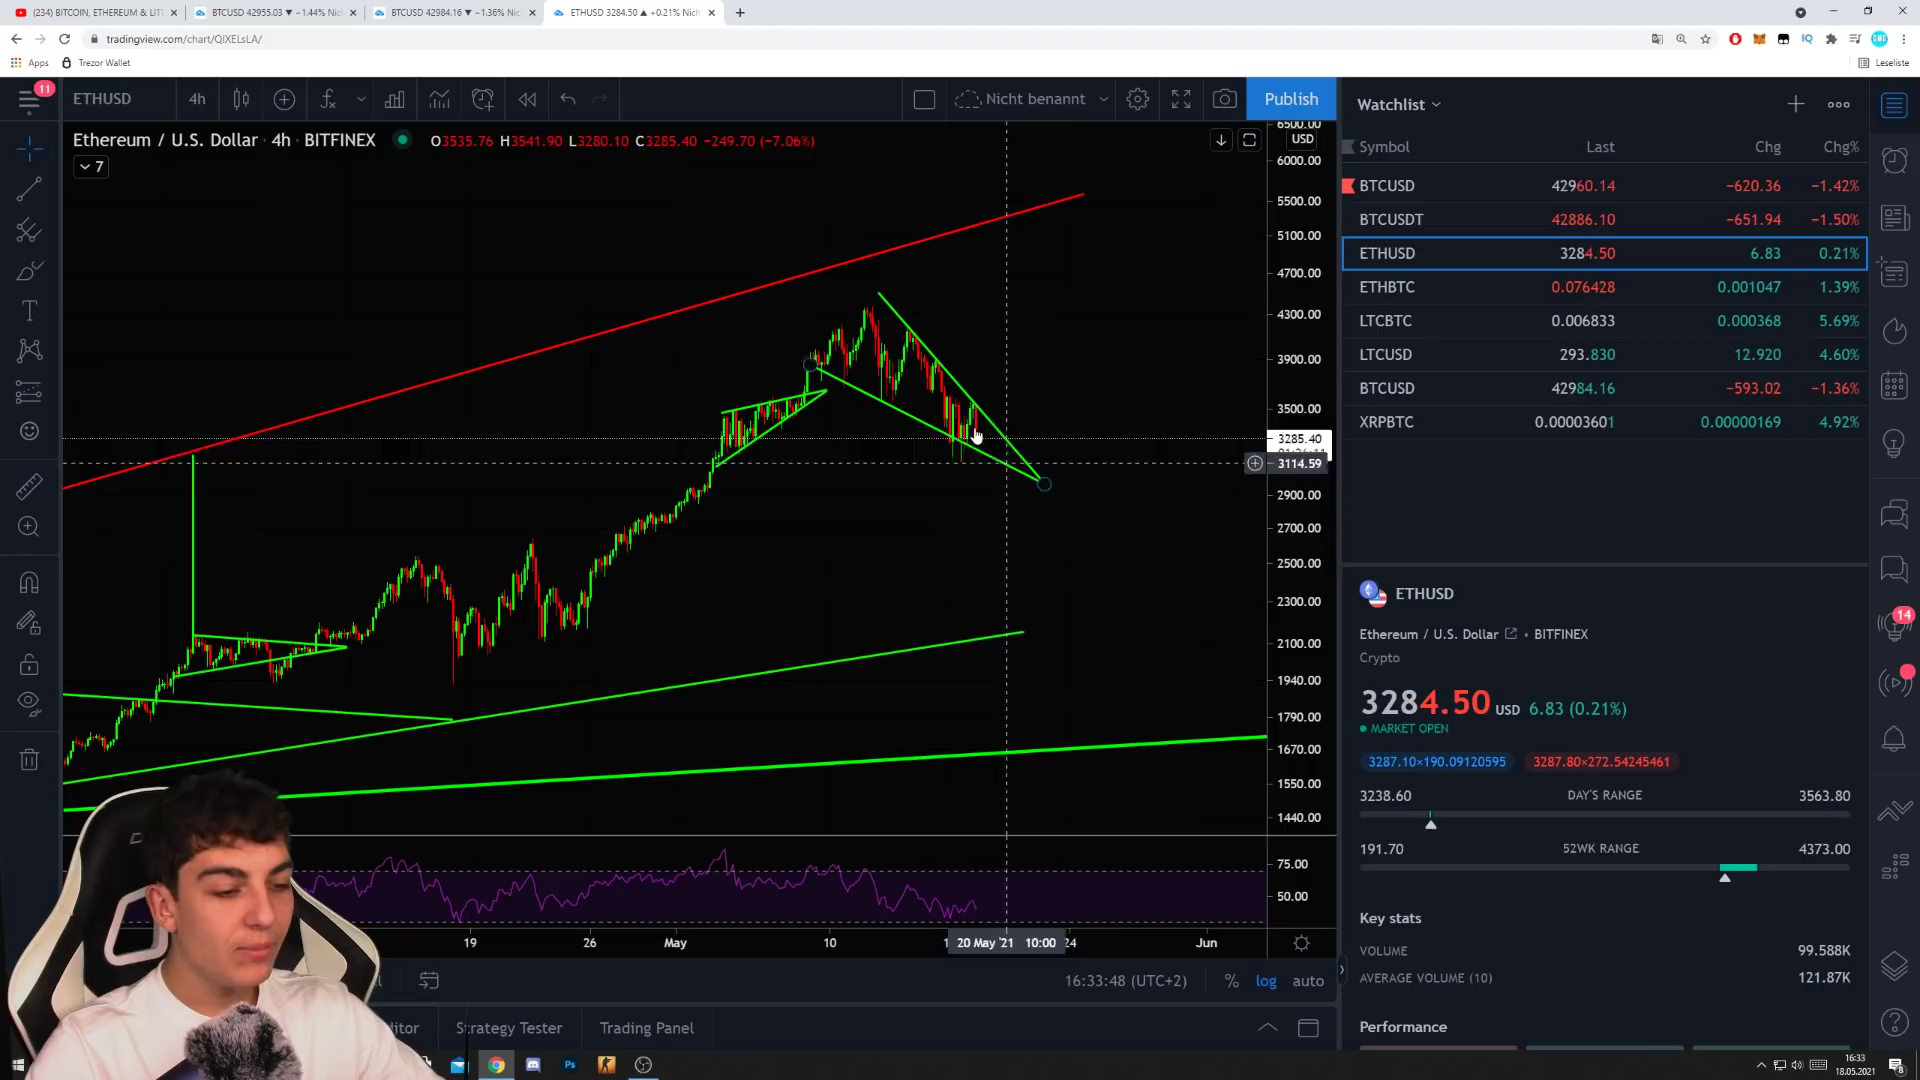 (234) BITCOIN, ETHEREUM & LIT
BTCUSD 42955.03 ▼ −1.44% Nic
BTCUSD 42984.16 ▼ −1.36% Nic
ETHUSD 3284.50 ▲ +0.21% Nich
tradingview.com/chart/QIXELsLA/
Apps
Trezor Wallet
Leseliste
11
ETHUSD
4h
Nicht benannt
Publish
Ethereum / U.S. Dollar · 4h · BITFINEX
O3535.76 H3541.90 L3280.10 C3285.40 −249.70 (−7.06%)
7
USD
6500.00
6000.00
5500.00
5100.00
4700.00
4300.00
3900.00
3500.00
3285.40
3114.59
2900.00
2700.00
2500.00
2300.00
2100.00
1940.00
1790.00
1670.00
1550.00
1440.00
75.00
50.00
19
26
May
10
20 May '21 10:00
24
Jun
16:33:48 (UTC+2)
%
log
auto
itor
Strategy Tester
Trading Panel
Watchlist
Symbol Last Chg Chg%
BTCUSD 42960.14 −620.36 −1.42%
BTCUSDT 42886.10 −651.94 −1.50%
ETHUSD 3284.50 6.83 0.21%
ETHBTC 0.076428 0.001047 1.39%
LTCBTC 0.006833 0.000368 5.69%
LTCUSD 293.830 12.920 4.60%
BTCUSD 42984.16 −593.02 −1.36%
XRPBTC 0.00003601 0.00000169 4.92%
ETHUSD
Ethereum / U.S. Dollar • BITFINEX
Crypto
3284.50 USD 6.83 (0.21%)
MARKET OPEN
3287.10×190.09120595
3287.80×272.54245461
3238.60 DAY'S RANGE 3563.80
191.70 52WK RANGE 4373.00
Key stats
VOLUME 99.588K
AVERAGE VOLUME (10) 121.87K
Performance
14
16:33
18.05.2021